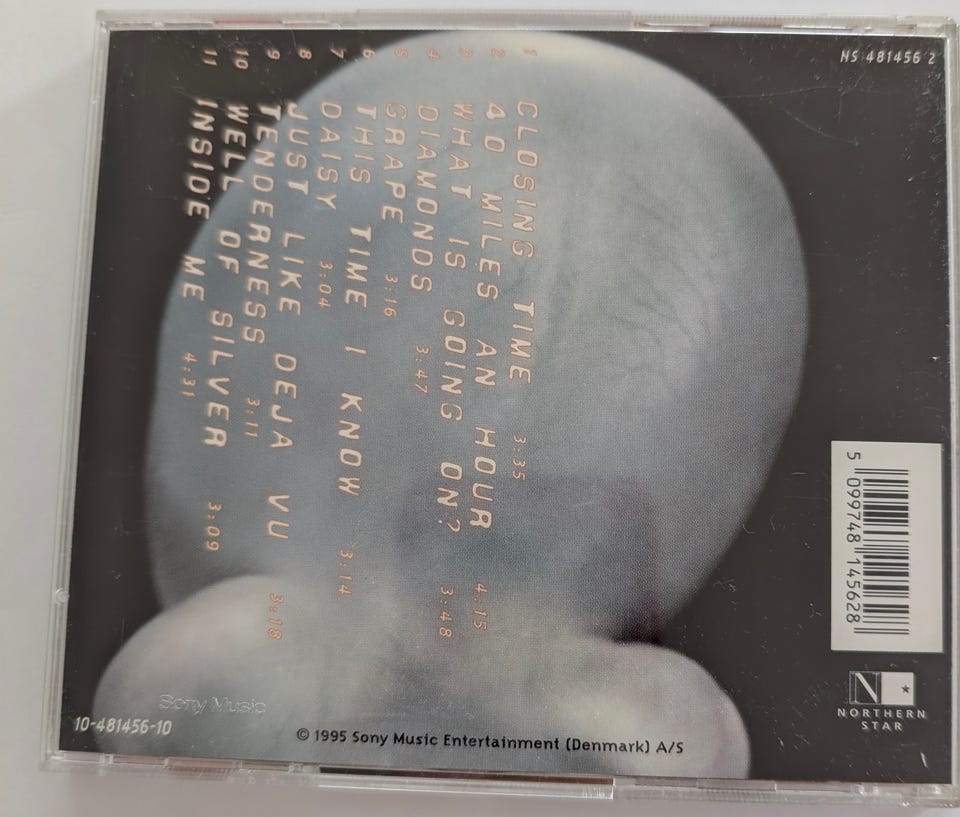 NS 481456 2
1 CLOSING TIME 3:35
2 40 MILES AN HOUR 4:15
3 WHAT IS GOING ON? 3:48
4 DIAMONDS 3:47
5 GRAPE 3:16
6 THIS TIME I KNOW 3:14
7 DAISY 3:04
8 JUST LIKE DEJA VU 3:18
9 TENDERNESS 3:11
10 WELL OF SILVER 3:09
11 INSIDE ME 4:31
5 099748 145628
N
NORTHERN
STAR
Sony Music
10-481456-10
© 1995 Sony Music Entertainment (Denmark) A/S